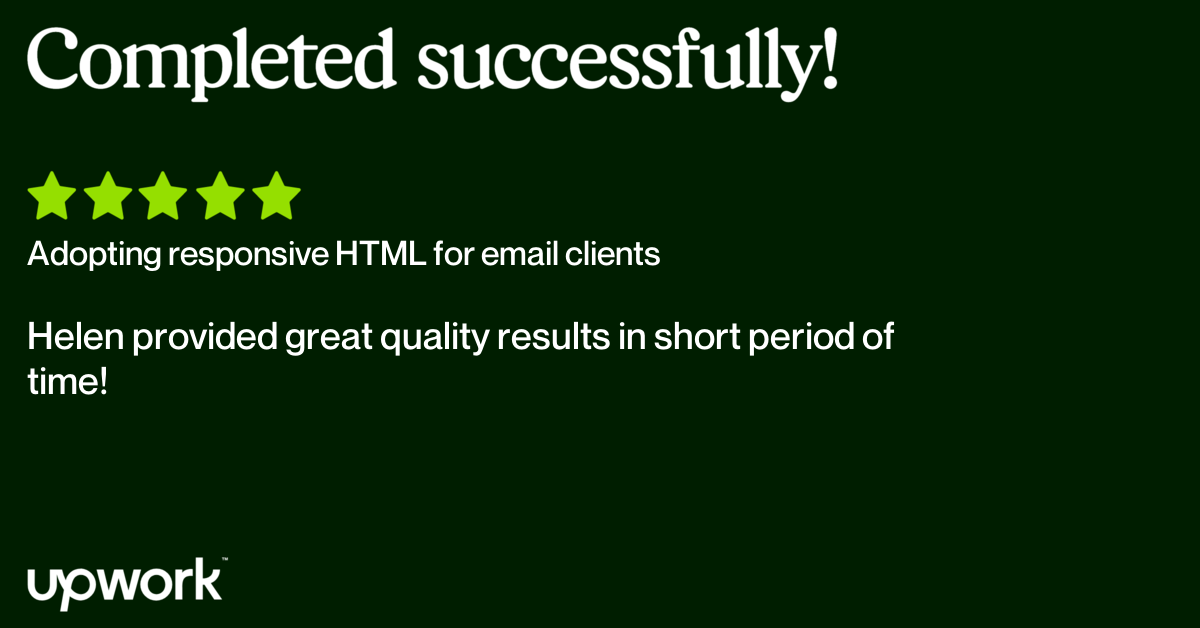 Completed successfully!
Adopting responsive HTML for email clients
Helen provided great quality results in short period of
time!
upwork™